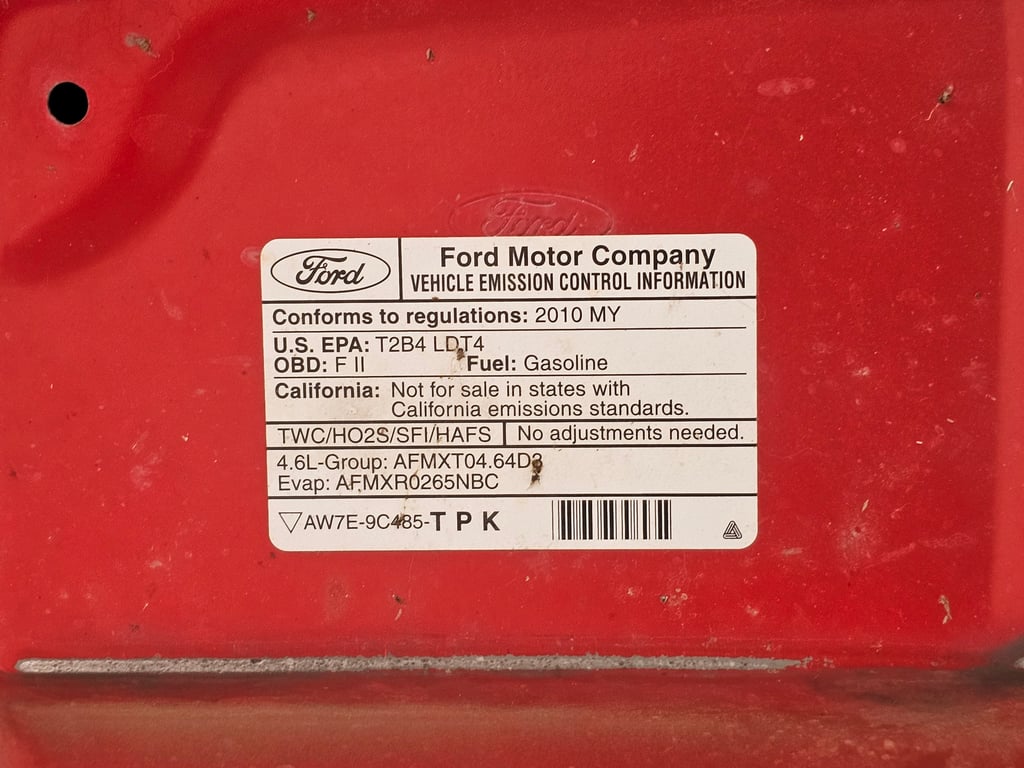 Ford
Ford
Ford Motor Company
VEHICLE EMISSION CONTROL INFORMATION
Conforms to regulations: 2010 MY
U.S. EPA: T2B4 LDT4
OBD: F II Fuel: Gasoline
California: Not for sale in states with
California emissions standards.
TWC/HO2S/SFI/HAFS No adjustments needed.
4.6L-Group: AFMXT04.64D3
Evap: AFMXR0265NBC
AW7E-9C485-T P K